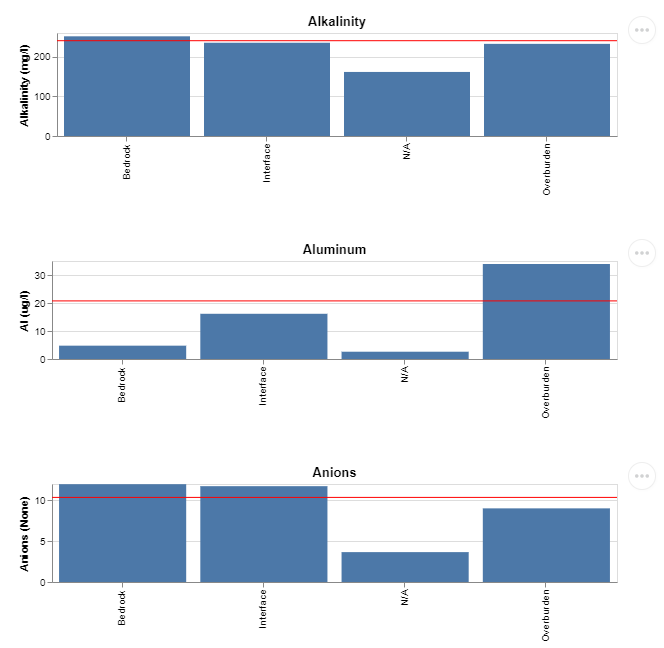 Alkalinity
Alkalinity (mg/l)
200
100
0
Bedrock
Interface
N/A
Overburden
Aluminum
Al (ug/l)
30
20
10
0
Bedrock
Interface
N/A
Overburden
Anions
Anions (None)
10
5
0
Bedrock
Interface
N/A
Overburden